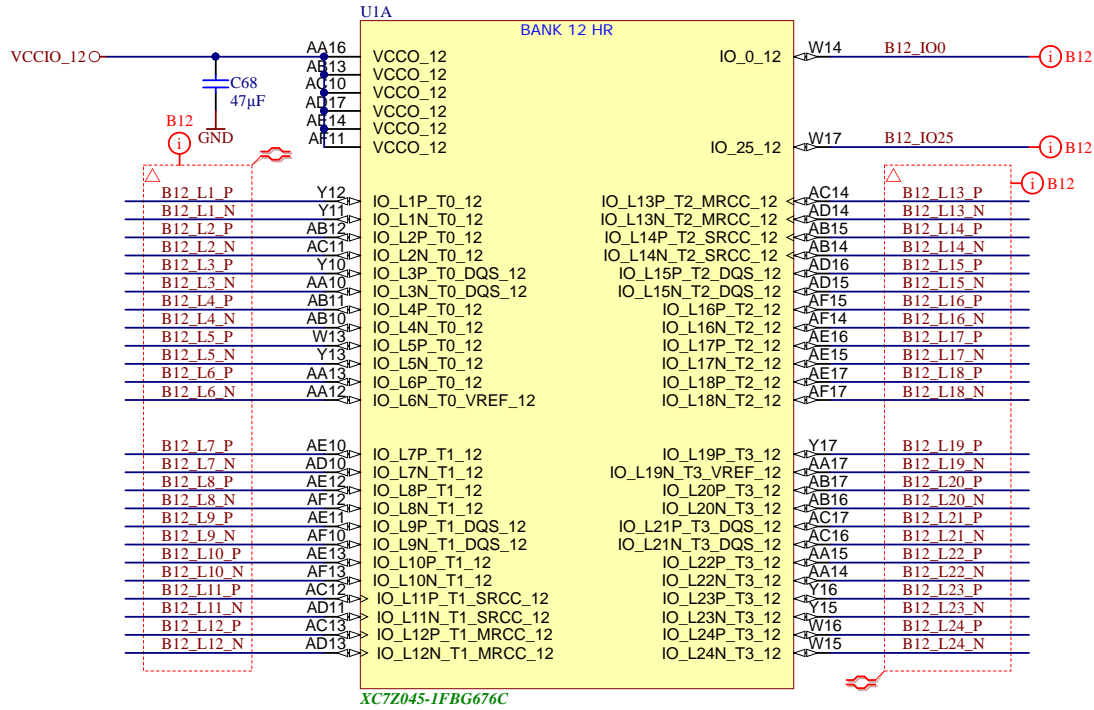 U1A
BANK 12 HR
VCCIO_12
AA16 VCCO_12
AB13 VCCO_12
AC10 VCCO_12
AD17 VCCO_12
AE14 VCCO_12
AF11 VCCO_12
C68
47µF
GND
IO_0_12 W14 B12_IO0 i B12
IO_25_12 W17 B12_IO25 i B12
B12
i
B12_L1_P Y12 IO_L1P_T0_12
B12_L1_N Y11 IO_L1N_T0_12
B12_L2_P AB12 IO_L2P_T0_12
B12_L2_N AC11 IO_L2N_T0_12
B12_L3_P Y10 IO_L3P_T0_DQS_12
B12_L3_N AA10 IO_L3N_T0_DQS_12
B12_L4_P AB11 IO_L4P_T0_12
B12_L4_N AB10 IO_L4N_T0_12
B12_L5_P W13 IO_L5P_T0_12
B12_L5_N Y13 IO_L5N_T0_12
B12_L6_P AA13 IO_L6P_T0_12
B12_L6_N AA12 IO_L6N_T0_VREF_12
B12_L7_P AE10 IO_L7P_T1_12
B12_L7_N AD10 IO_L7N_T1_12
B12_L8_P AE12 IO_L8P_T1_12
B12_L8_N AF12 IO_L8N_T1_12
B12_L9_P AE11 IO_L9P_T1_DQS_12
B12_L9_N AF10 IO_L9N_T1_DQS_12
B12_L10_P AE13 IO_L10P_T1_12
B12_L10_N AF13 IO_L10N_T1_12
B12_L11_P AC12 IO_L11P_T1_SRCC_12
B12_L11_N AD11 IO_L11N_T1_SRCC_12
B12_L12_P AC13 IO_L12P_T1_MRCC_12
B12_L12_N AD13 IO_L12N_T1_MRCC_12
i B12
IO_L13P_T2_MRCC_12 AC14 B12_L13_P
IO_L13N_T2_MRCC_12 AD14 B12_L13_N
IO_L14P_T2_SRCC_12 AB15 B12_L14_P
IO_L14N_T2_SRCC_12 AB14 B12_L14_N
IO_L15P_T2_DQS_12 AD16 B12_L15_P
IO_L15N_T2_DQS_12 AD15 B12_L15_N
IO_L16P_T2_12 AF15 B12_L16_P
IO_L16N_T2_12 AF14 B12_L16_N
IO_L17P_T2_12 AE16 B12_L17_P
IO_L17N_T2_12 AE15 B12_L17_N
IO_L18P_T2_12 AE17 B12_L18_P
IO_L18N_T2_12 AF17 B12_L18_N
IO_L19P_T3_12 Y17 B12_L19_P
IO_L19N_T3_VREF_12 AA17 B12_L19_N
IO_L20P_T3_12 AB17 B12_L20_P
IO_L20N_T3_12 AB16 B12_L20_N
IO_L21P_T3_DQS_12 AC17 B12_L21_P
IO_L21N_T3_DQS_12 AC16 B12_L21_N
IO_L22P_T3_12 AA15 B12_L22_P
IO_L22N_T3_12 AA14 B12_L22_N
IO_L23P_T3_12 Y16 B12_L23_P
IO_L23N_T3_12 Y15 B12_L23_N
IO_L24P_T3_12 W16 B12_L24_P
IO_L24N_T3_12 W15 B12_L24_N
XC7Z045-1FBG676C